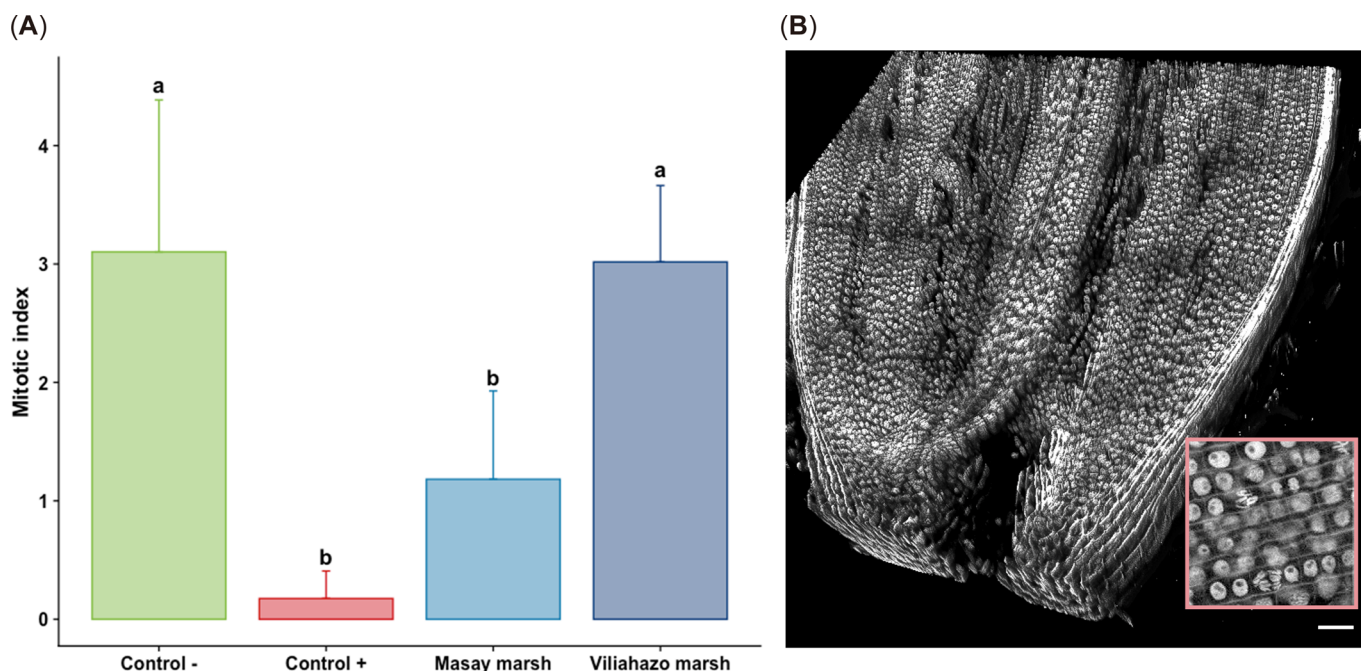 (A)
(B)
Mitotic index
4
3
2
1
0
a
b
b
a
Control -
Control +
Masay marsh
Viliahazo marsh